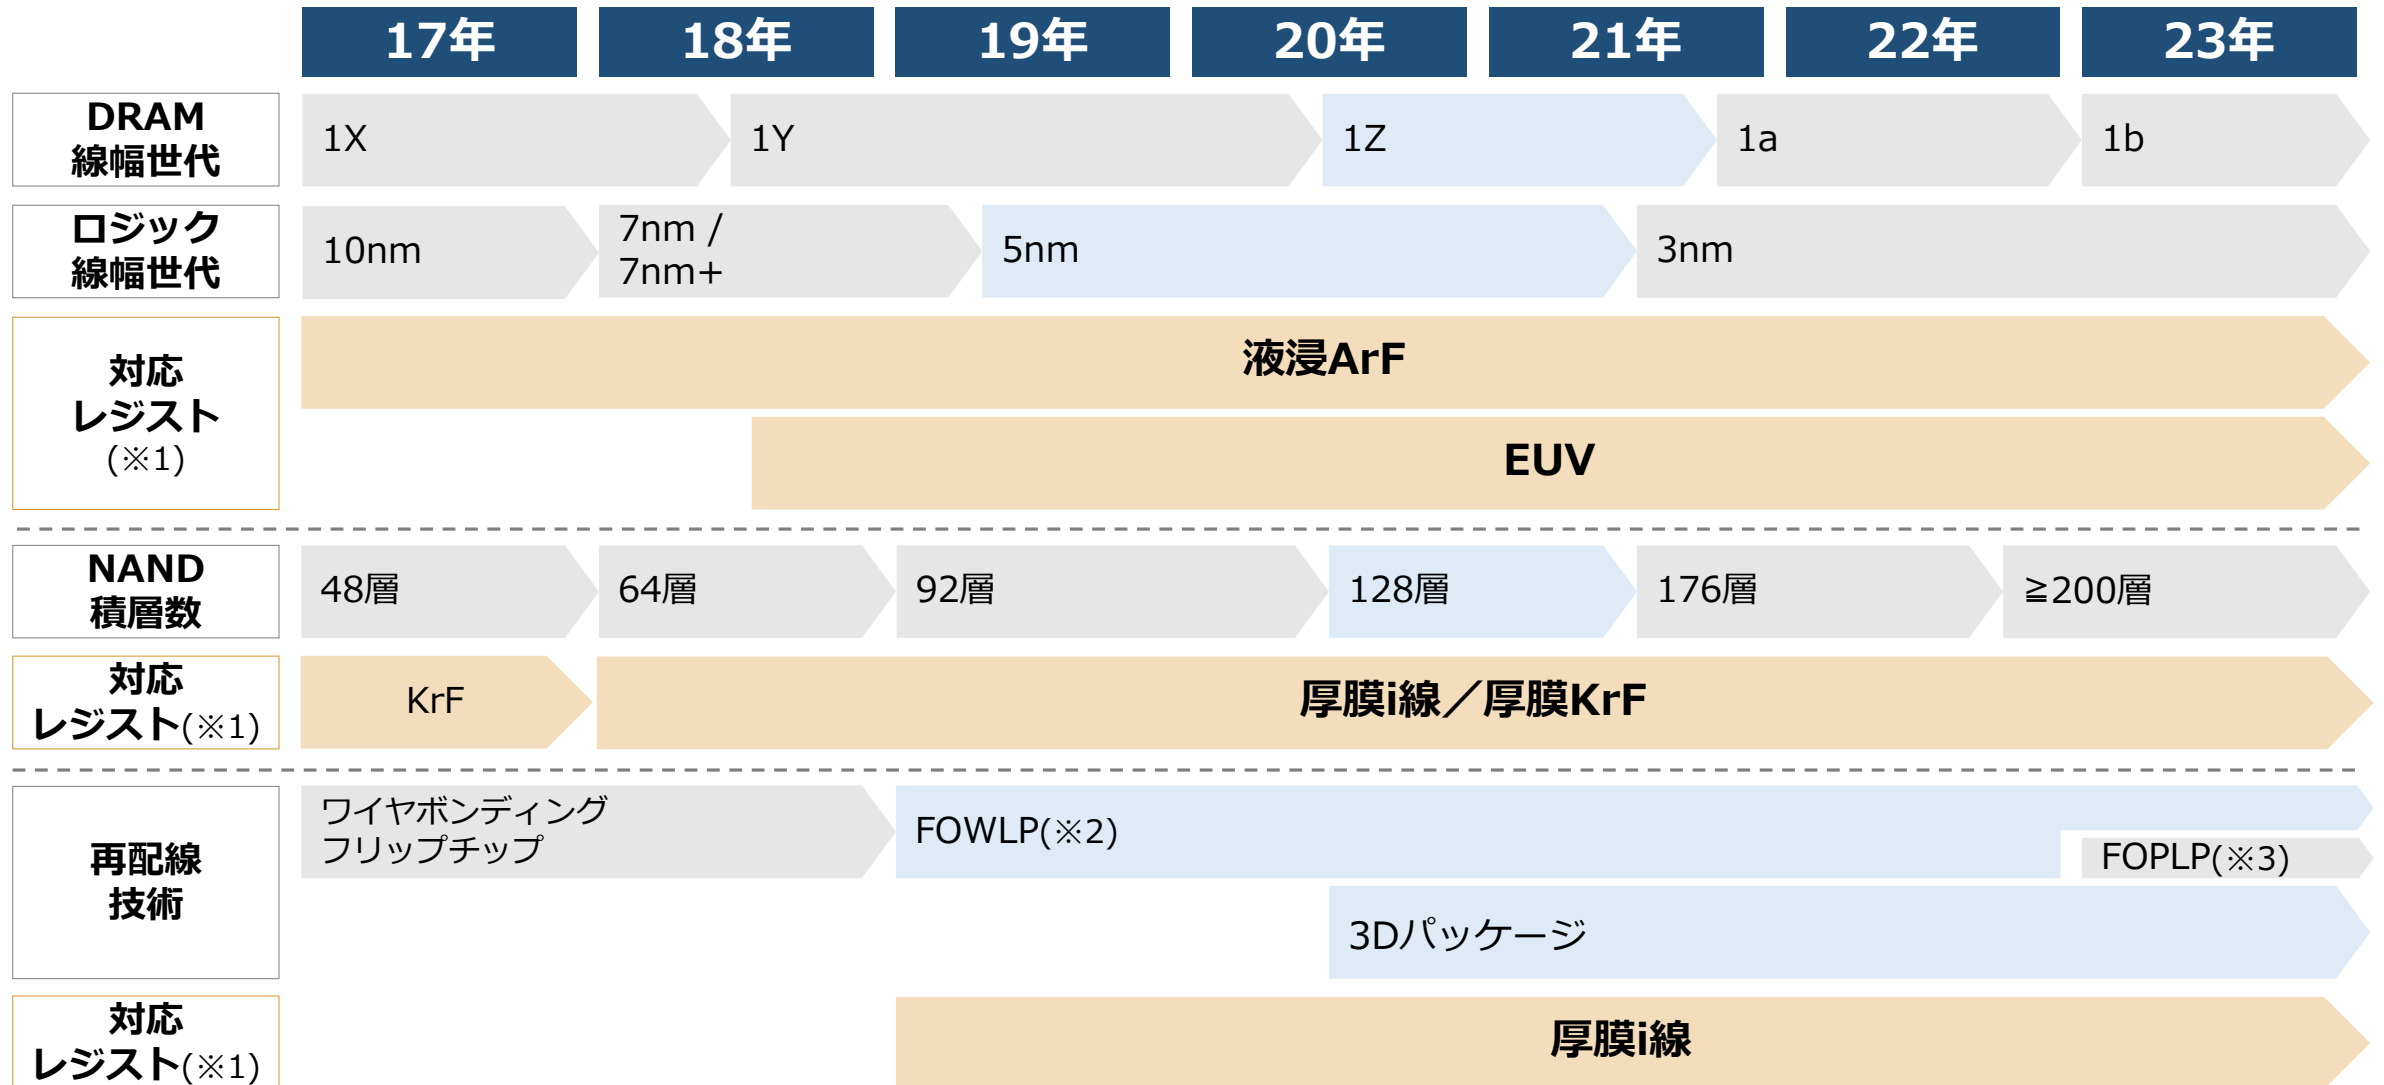 17年 18年 19年 20年 21年 22年 23年
DRAM
線幅世代
1X 1Y 1Z 1a 1b
ロジック
線幅世代
10nm
7nm /
7nm+
5nm 3nm
対応
レジスト
(※1)
液浸ArF
EUV
NAND
積層数
48層 64層 92層 128層 176層 ≧200層
対応
レジスト(※1)
KrF 厚膜i線／厚膜KrF
再配線
技術
ワイヤボンディング
フリップチップ
FOWLP(※2)
FOPLP(※3)
3Dパッケージ
対応
レジスト(※1)
厚膜i線